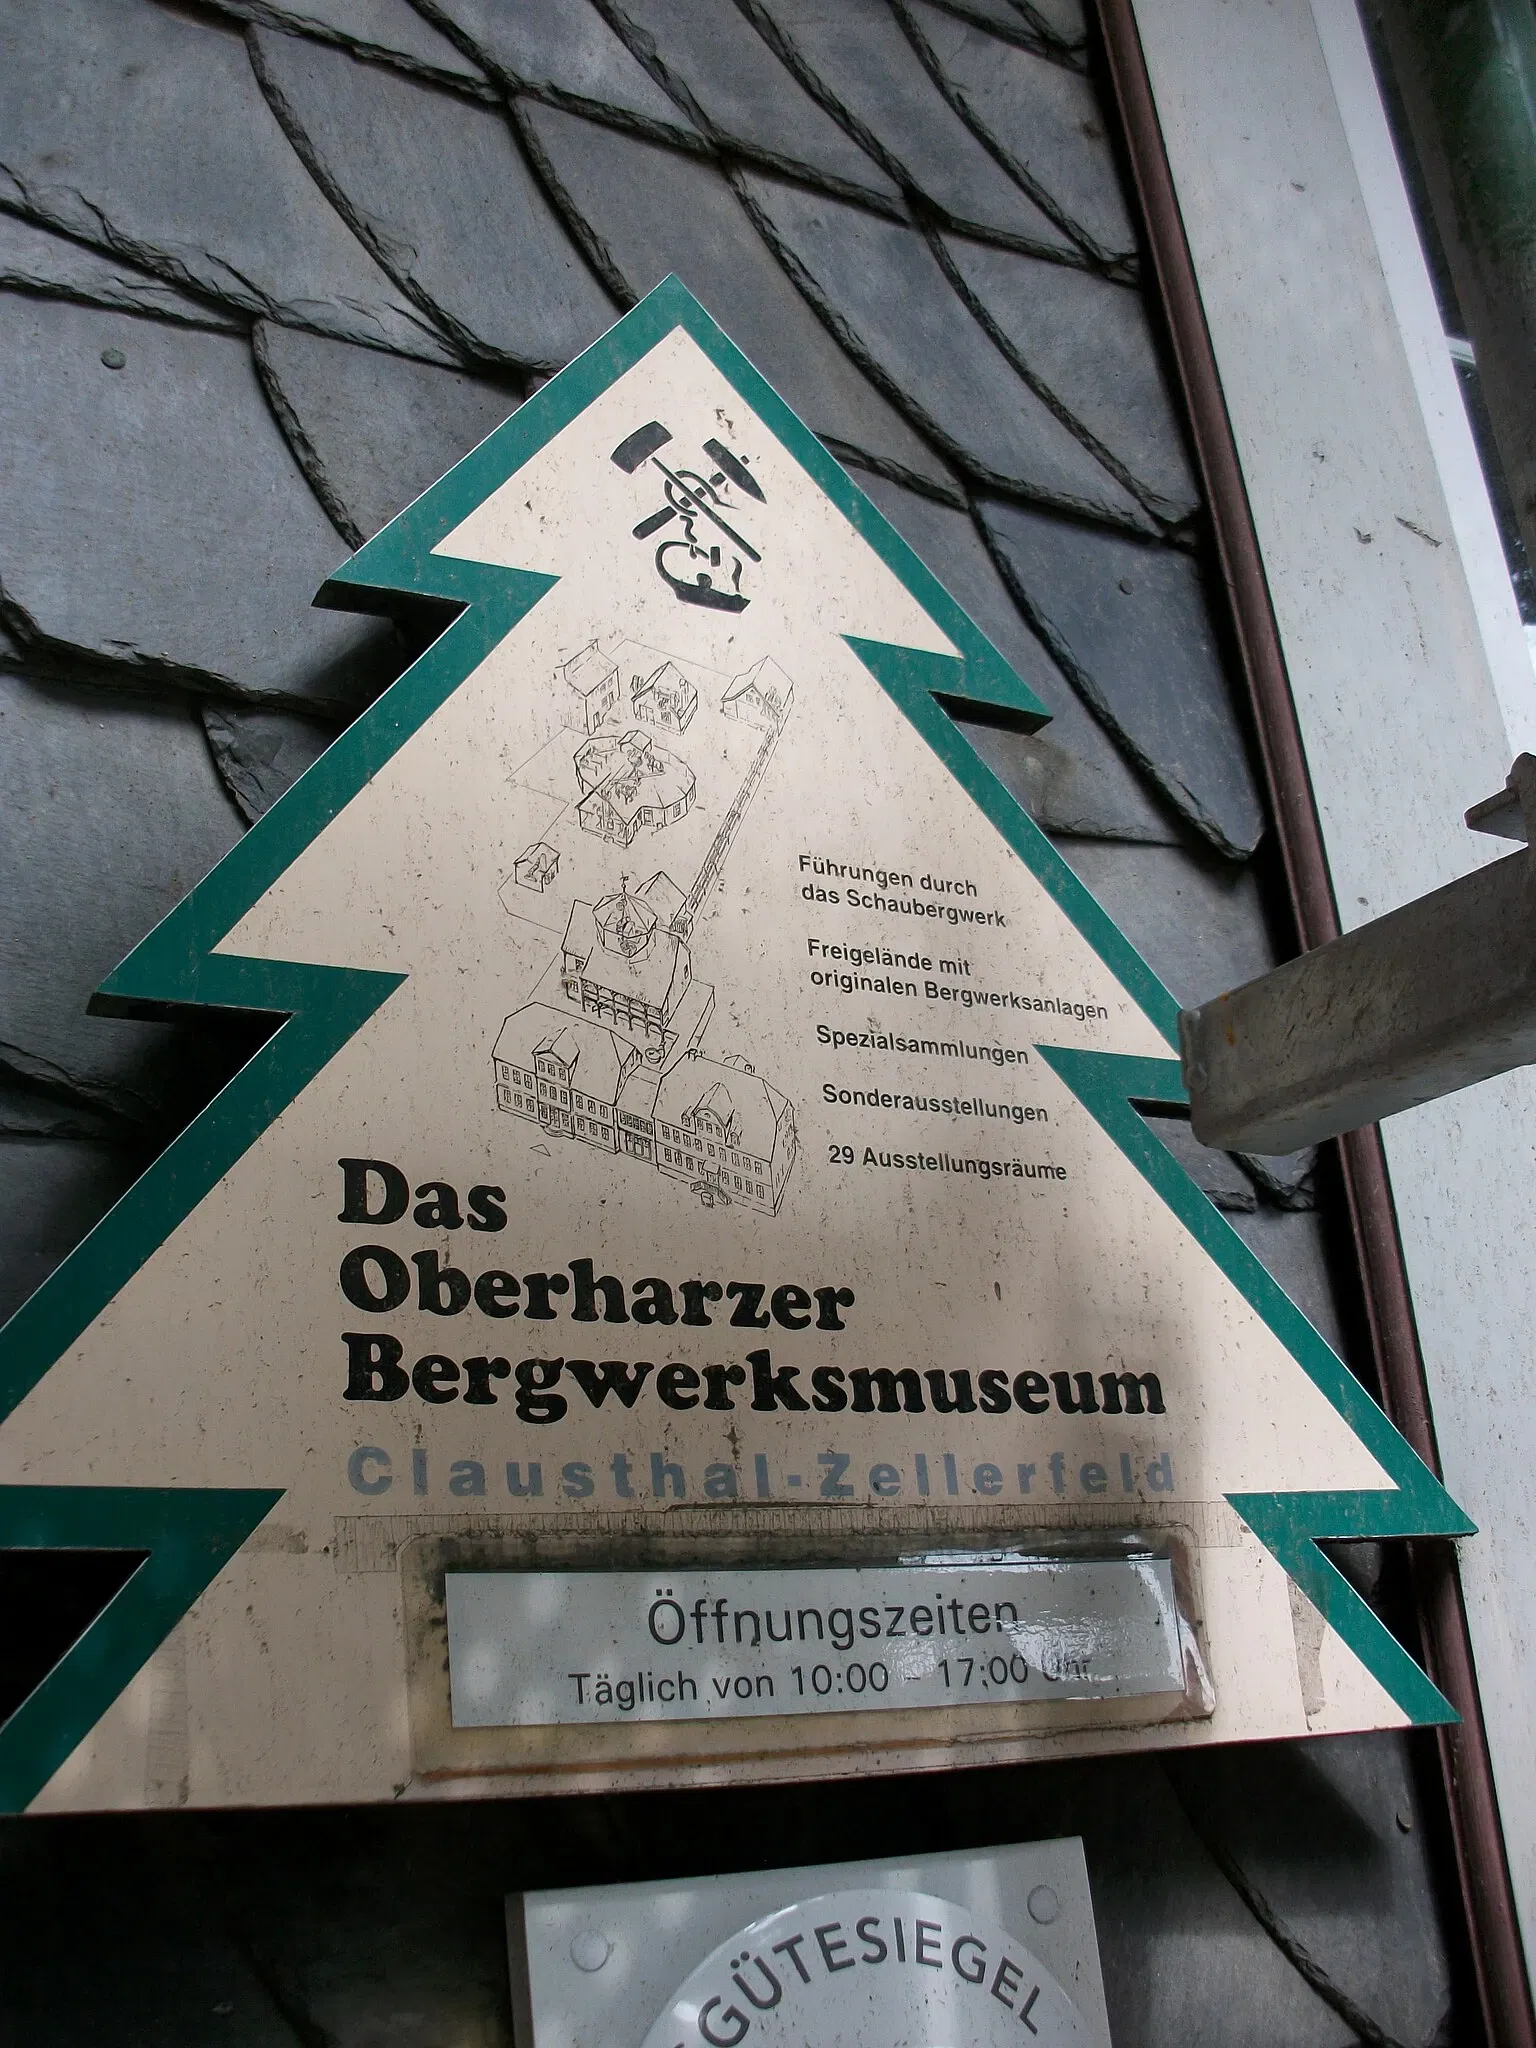 Führungen durch
das Schaubergwerk
Freigelände mit
originalen Bergwerksanlagen
Spezialsammlungen
Sonderausstellungen
29 Ausstellungsräume
Das
Oberharzer
Bergwerksmuseum
Clausthal-Zellerfeld
Öffnungszeiten
Täglich von 10:00 - 17:00 Uhr
GÜTESIEGEL